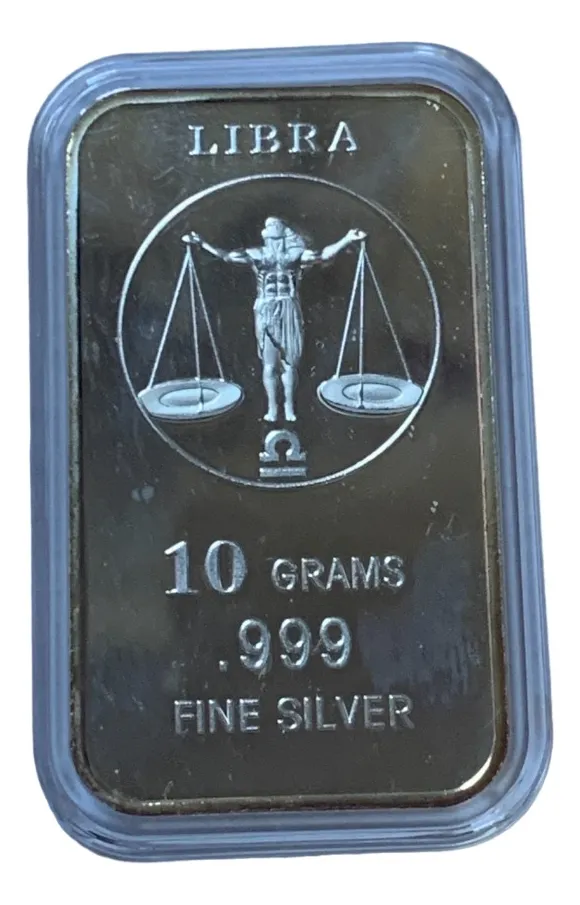 LIBRA
10 GRAMS
.999
FINE SILVER